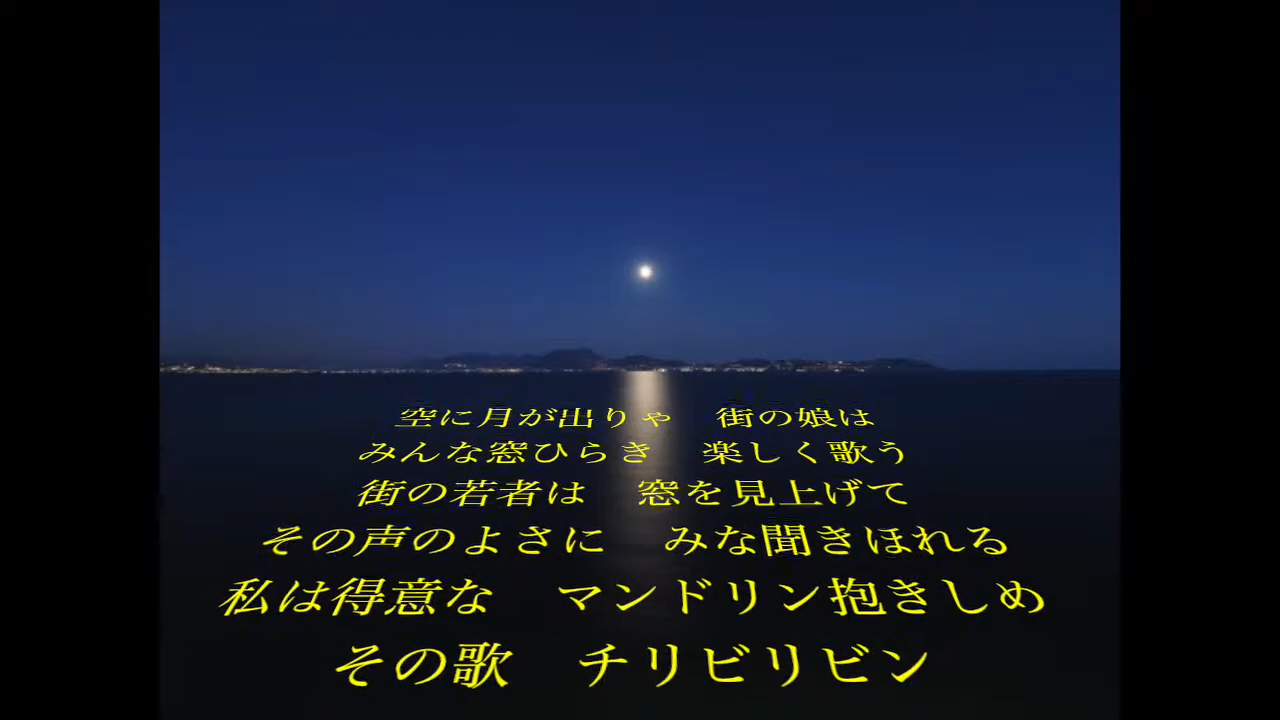 空に月が出りゃ　街の娘は
みんな窓ひらき　楽しく歌う
街の若者は　窓を見上げて
その声のよさに　みな聞きほれる
私は得意な　マンドリン抱きしめ
その歌　チリビリビン